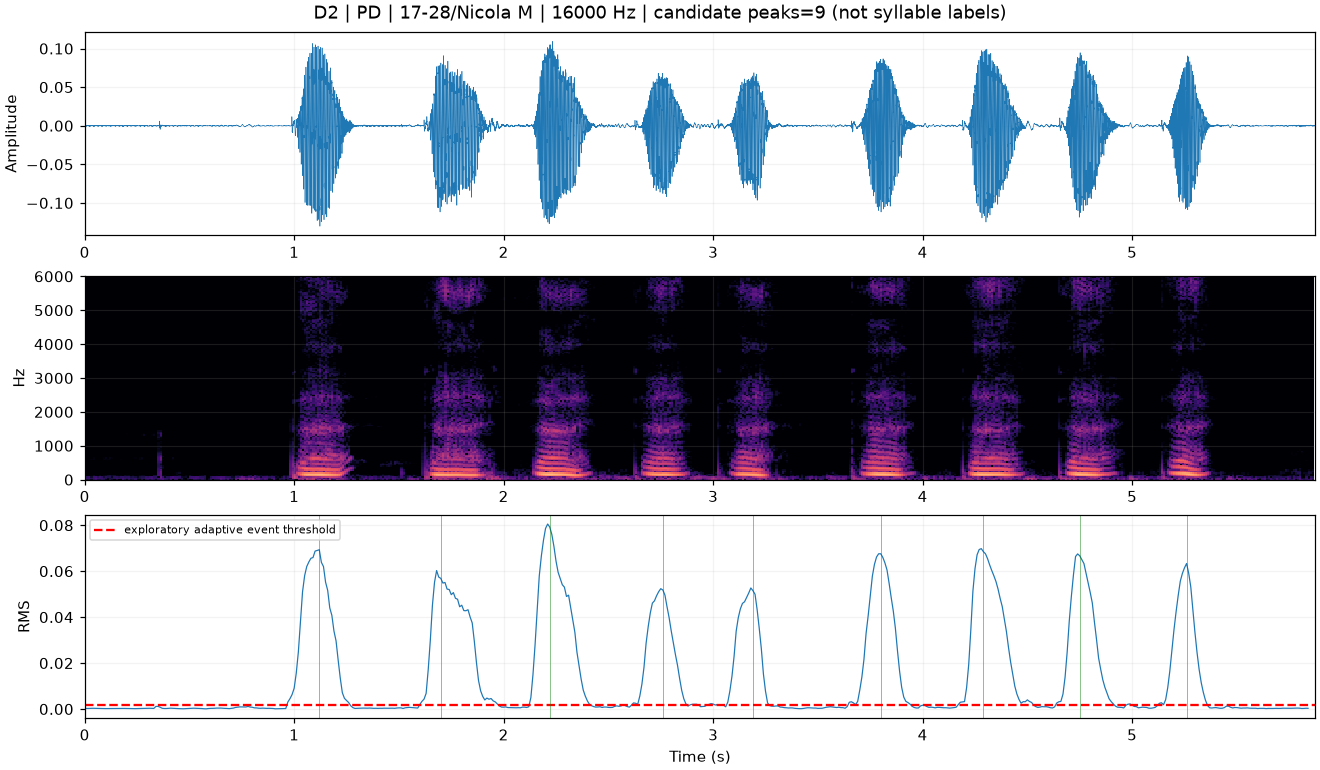 D2 | PD | 17-28/Nicola M | 16000 Hz | candidate peaks=9 (not syllable labels)
0.10
0.05
0.00
−0.05
−0.10
Amplitude
0 1 2 3 4 5
6000
5000
4000
3000
2000
1000
0
Hz
0 1 2 3 4 5
exploratory adaptive event threshold
0.08
0.06
0.04
0.02
0.00
RMS
0 1 2 3 4 5
Time (s)